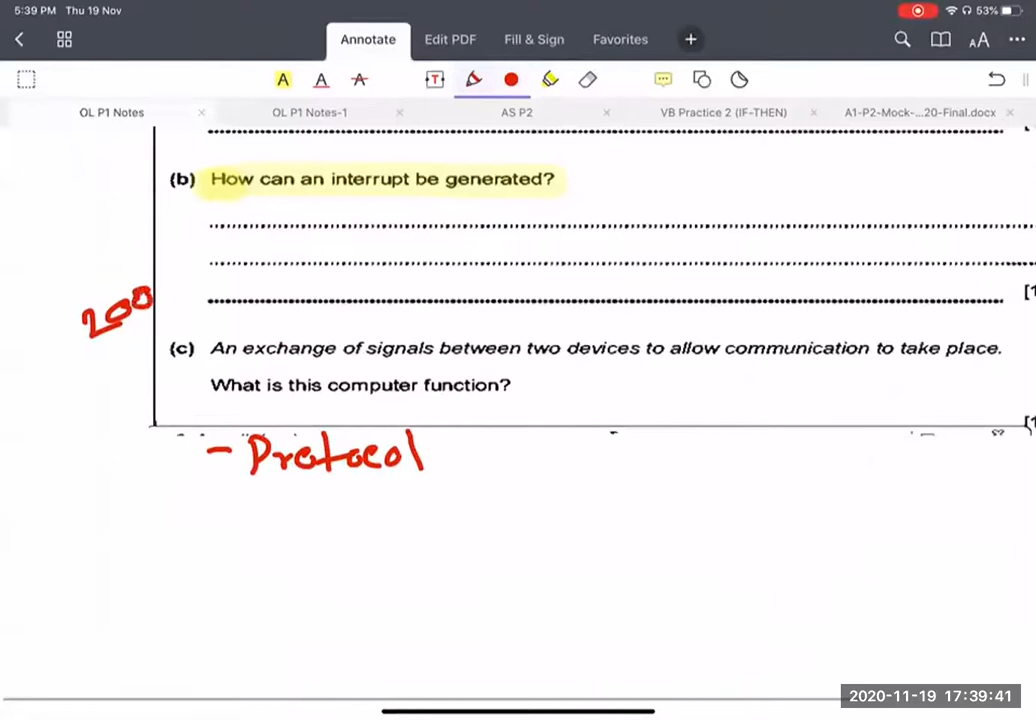 5:39 PM Thu 19 Nov
53%
Annotate
Edit PDF
Fill & Sign
Favorites
OL P1 Notes
OL P1 Notes-1
AS P2
VB Practice 2 (IF-THEN)
A1-P2-Mock-...20-Final.docx
(b) How can an interrupt be generated?
[1
200
(c) An exchange of signals between two devices to allow communication to take place.
What is this computer function?
[1
- Protocol
2020-11-19 17:39:41